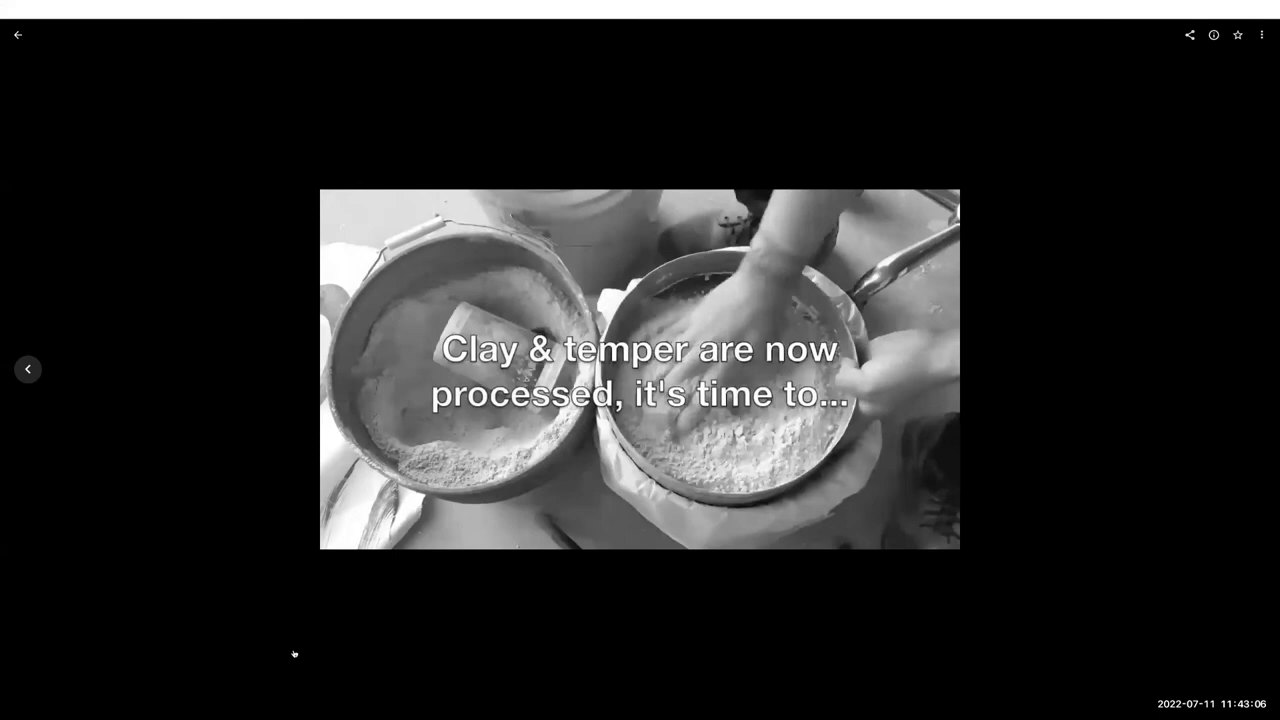 Clay & temper are now
processed, it's time to...
2022-07-11 11:43:06